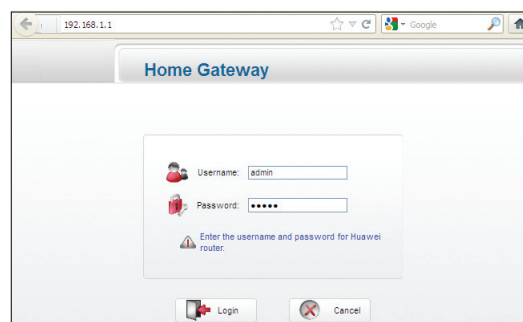 192.168.1.1
Google
Home Gateway
Username: admin
Password: •••••
Enter the username and password for Huawei
router.
Login Cancel